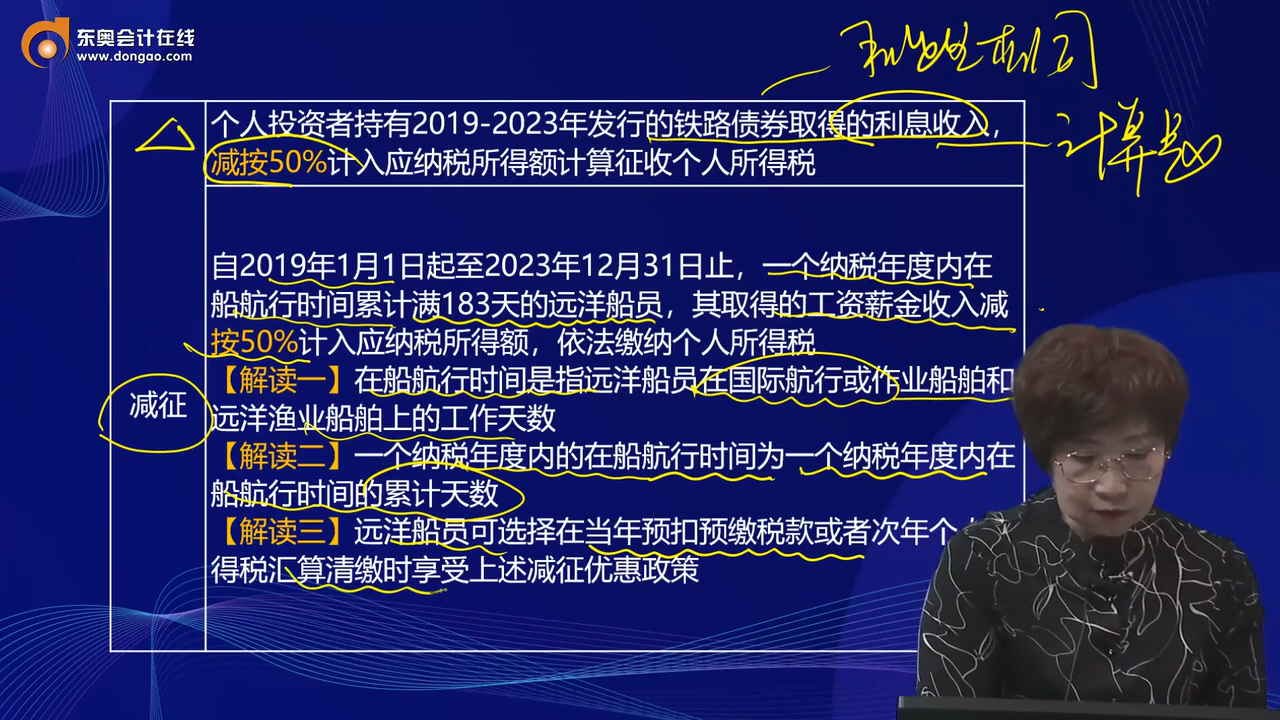 东奥会计在线
www.dongao.com
个人投资者持有2019-2023年发行的铁路债券取得的利息收入，
减按50%计入应纳税所得额计算征收个人所得税
减征
自2019年1月1日起至2023年12月31日止，一个纳税年度内在
船航行时间累计满183天的远洋船员，其取得的工资薪金收入减
按50%计入应纳税所得额，依法缴纳个人所得税
【解读一】在船航行时间是指远洋船员在国际航行或作业船舶和
远洋渔业船舶上的工作天数
【解读二】一个纳税年度内的在船航行时间为一个纳税年度内在
船航行时间的累计天数
【解读三】远洋船员可选择在当年预扣预缴税款或者次年个
得税汇算清缴时享受上述减征优惠政策